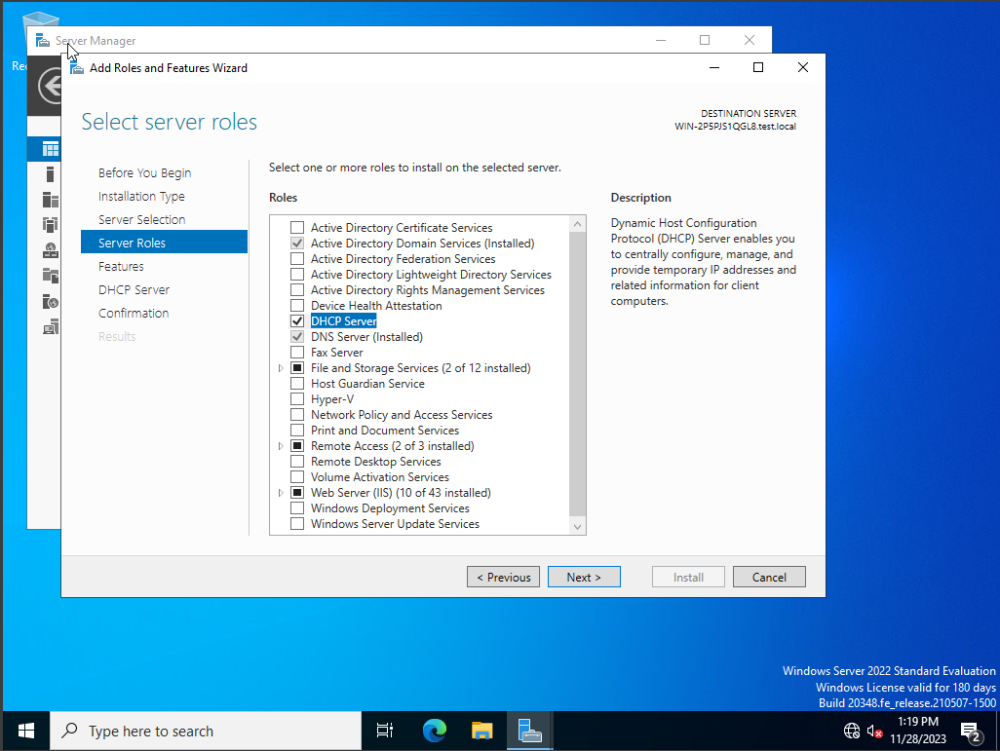 Server Manager
Add Roles and Features Wizard
Select server roles
DESTINATION SERVER
WIN-2P5PJS1QGL8.test.local
Before You Begin
Installation Type
Server Selection
Server Roles
Features
DHCP Server
Confirmation
Results
Select one or more roles to install on the selected server.
Roles
Active Directory Certificate Services
Active Directory Domain Services (Installed)
Active Directory Federation Services
Active Directory Lightweight Directory Services
Active Directory Rights Management Services
Device Health Attestation
DHCP Server
DNS Server (Installed)
Fax Server
File and Storage Services (2 of 12 installed)
Host Guardian Service
Hyper-V
Network Policy and Access Services
Print and Document Services
Remote Access (2 of 3 installed)
Remote Desktop Services
Volume Activation Services
Web Server (IIS) (10 of 43 installed)
Windows Deployment Services
Windows Server Update Services
Description
Dynamic Host Configuration
Protocol (DHCP) Server enables you
to centrally configure, manage, and
provide temporary IP addresses and
related information for client
computers.
< Previous
Next >
Install
Cancel
Windows Server 2022 Standard Evaluation
Windows License valid for 180 days
Build 20348.fe_release.210507-1500
Type here to search
1:19 PM
11/28/2023
2